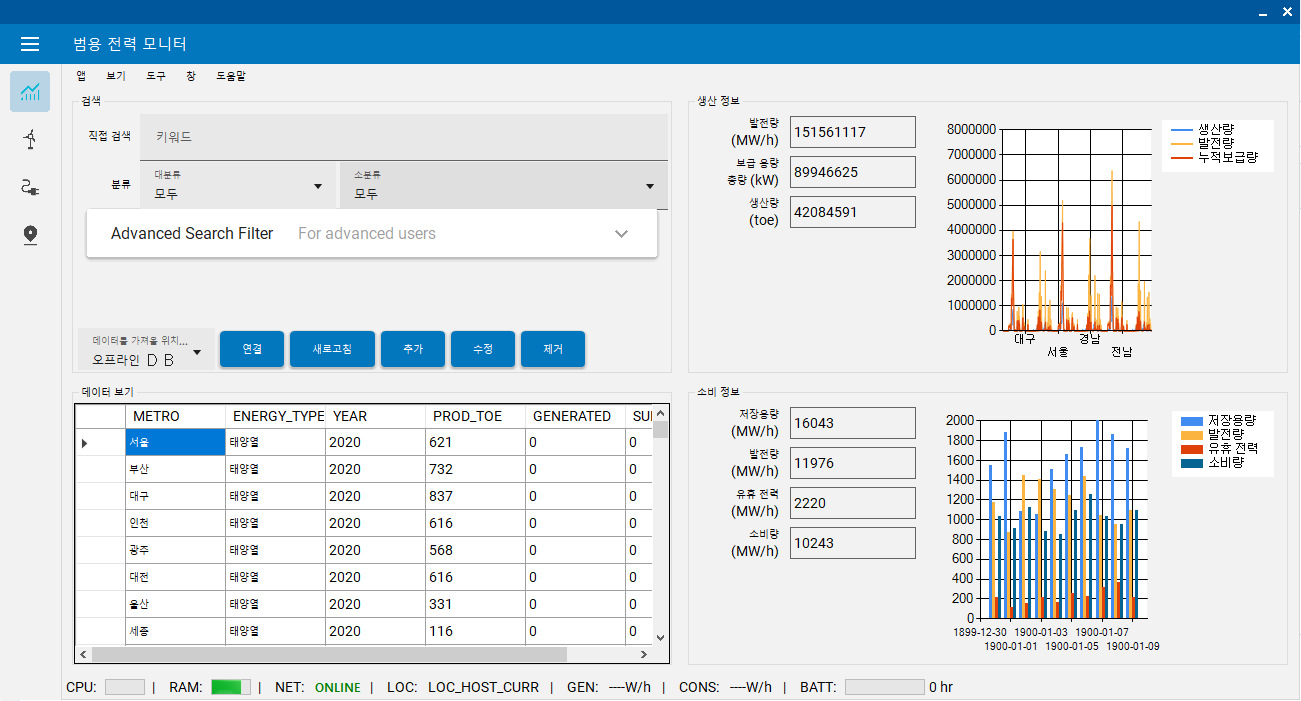 범용 전력 모니터
앱 보기 도구 창 도움말
검색
직접 검색 키워드
분류 대분류 모두 소분류 모두
Advanced Search Filter For advanced users
데이터를 가져올 위치...
오프라인 D B
연결 새로고침 추가 수정 제거
데이터 보기
METRO ENERGY_TYPE YEAR PROD_TOE GENERATED SU
서울 태양열 2020 621 0 0
부산 태양열 2020 732 0 0
대구 태양열 2020 837 0 0
인천 태양열 2020 616 0 0
광주 태양열 2020 568 0 0
대전 태양열 2020 616 0 0
울산 태양열 2020 331 0 0
세종 태양열 2020 116 0 0
생산 정보
발전량
(MW/h) 151561117
보급 용량
총량 (kW) 89946625
생산량
(toe) 42084591
8000000
7000000
6000000
5000000
4000000
3000000
2000000
1000000
0
대구 경남
서울 전남
생산량
발전량
누적보급량
소비 정보
저장용량
(MW/h) 16043
발전량
(MW/h) 11976
유휴 전력
(MW/h) 2220
소비량
(MW/h) 10243
2000
1800
1600
1400
1200
1000
800
600
400
200
0
1899-12-30 1900-01-03 1900-01-07
1900-01-01 1900-01-05 1900-01-09
저장용량
발전량
유휴 전력
소비량
CPU: | RAM: | NET: ONLINE | LOC: LOC_HOST_CURR | GEN: ----W/h | CONS: ----W/h | BATT: 0 hr